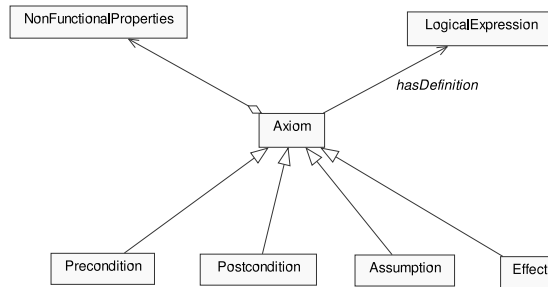 NonFunctionalProperties
LogicalExpression
hasDefinition
Axiom
Precondition
Postcondition
Assumption
Effect